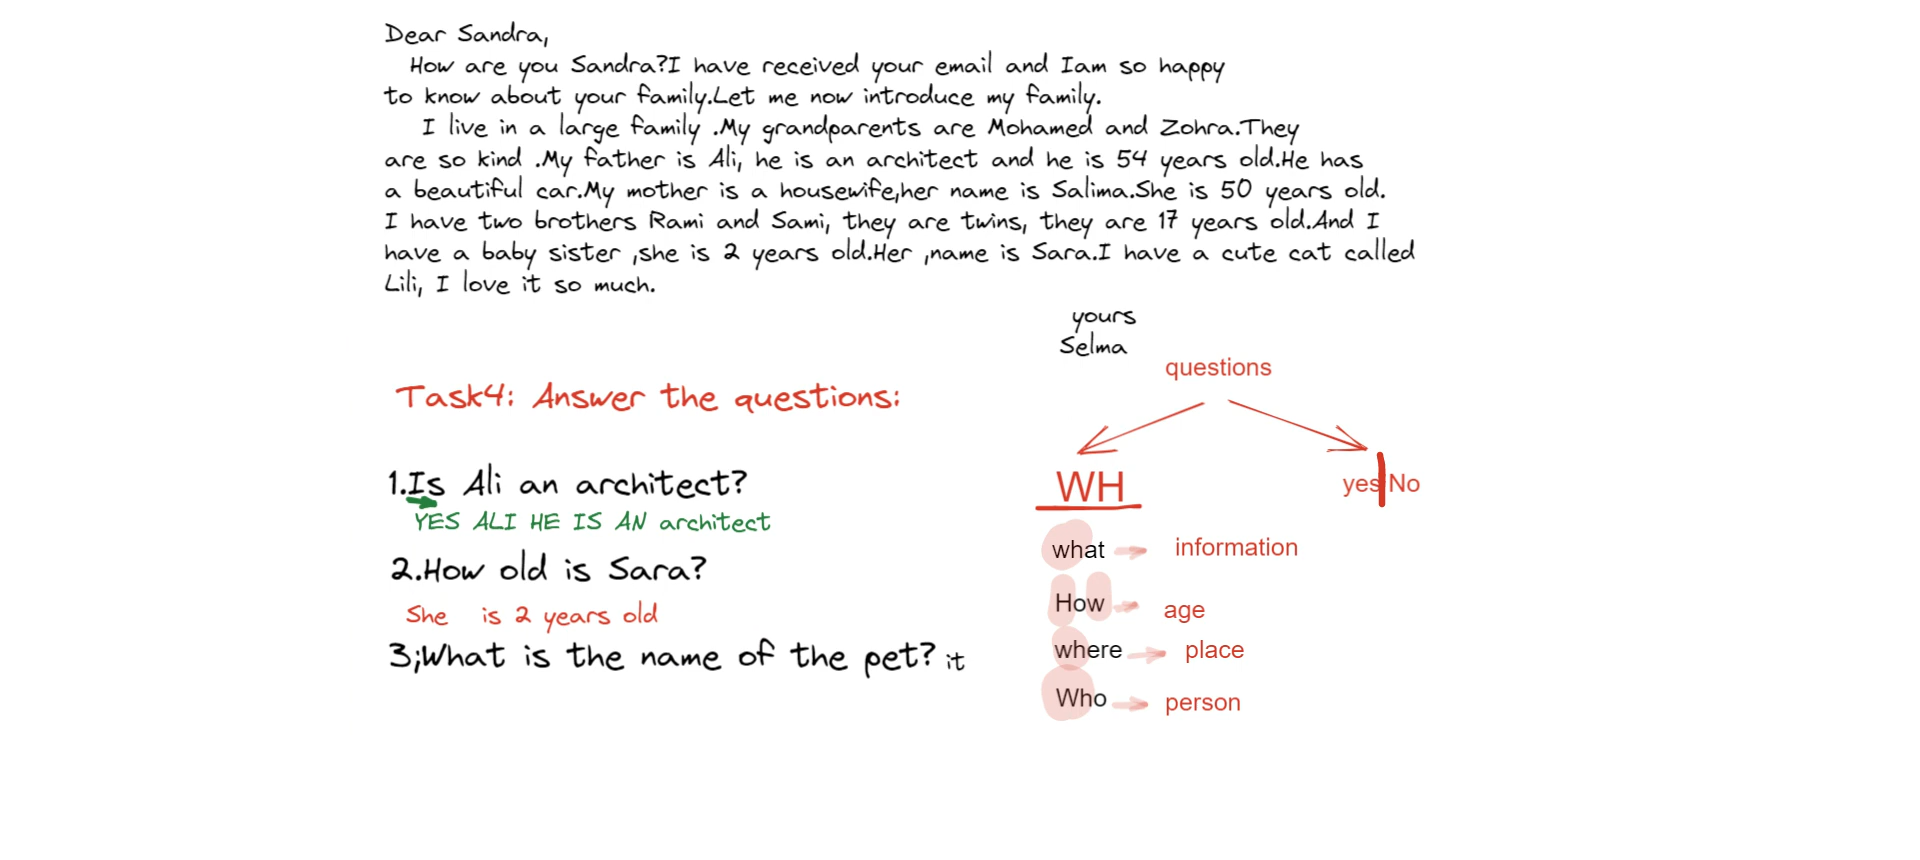 Dear Sandra,
How are you Sandra?I have received your email and Iam so happy
to know about your family.Let me now introduce my family.
I live in a large family .My grandparents are Mohamed and Zohra.They
are so kind .My father is Ali, he is an architect and he is 54 years old.He has
a beautiful car.My mother is a housewife,her name is Salima.She is 50 years old.
I have two brothers Rami and Sami, they are twins, they are 17 years old.And I
have a baby sister ,she is 2 years old.Her ,name is Sara.I have a cute cat called
Lili, I love it so much.
yours
Selma
Task4: Answer the questions:
1.Is Ali an architect?
YES ALI HE IS AN architect
2.How old is Sara?
She is 2 years old
3;What is the name of the pet? it
questions
WH
yes No
what information
How age
where place
Who person